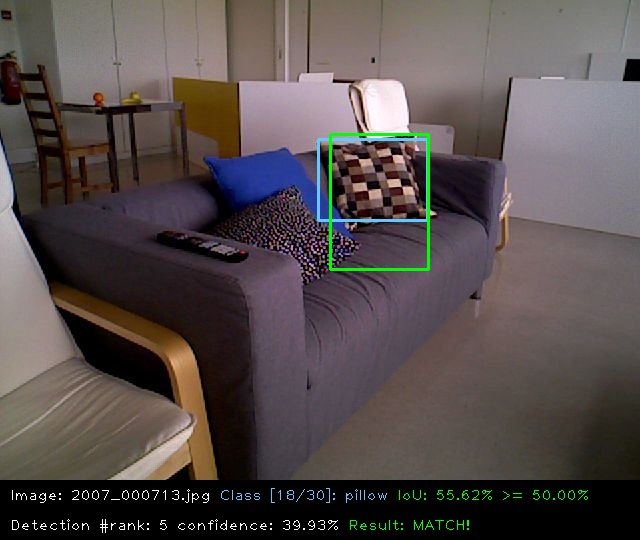 Image: 2007_000713.jpg Class [18/30]: pillow IoU: 55.62% >= 50.00%
Detection #rank: 5 confidence: 39.93% Result: MATCH!